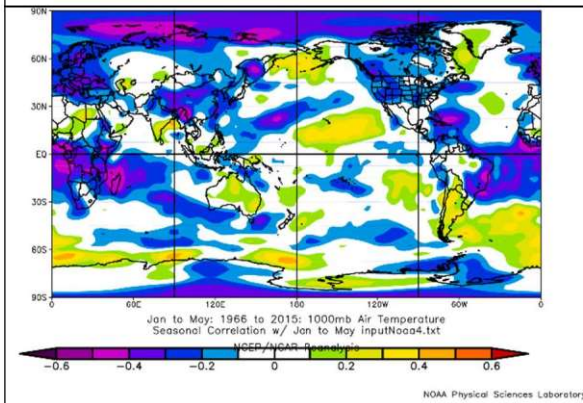 90N
60N
30N
EQ
30S
60S
90S
0 60E 120E 180 120W 60W 0
Jan to May: 1966 to 2015: 1000mb Air Temperature
Seasonal Correlation w/ Jan to May inputNoaa4.txt
NCEP/NCAR Reanalysis
-0.6 -0.4 -0.2 0 0.2 0.4 0.6
NOAA Physical Sciences Laboratory